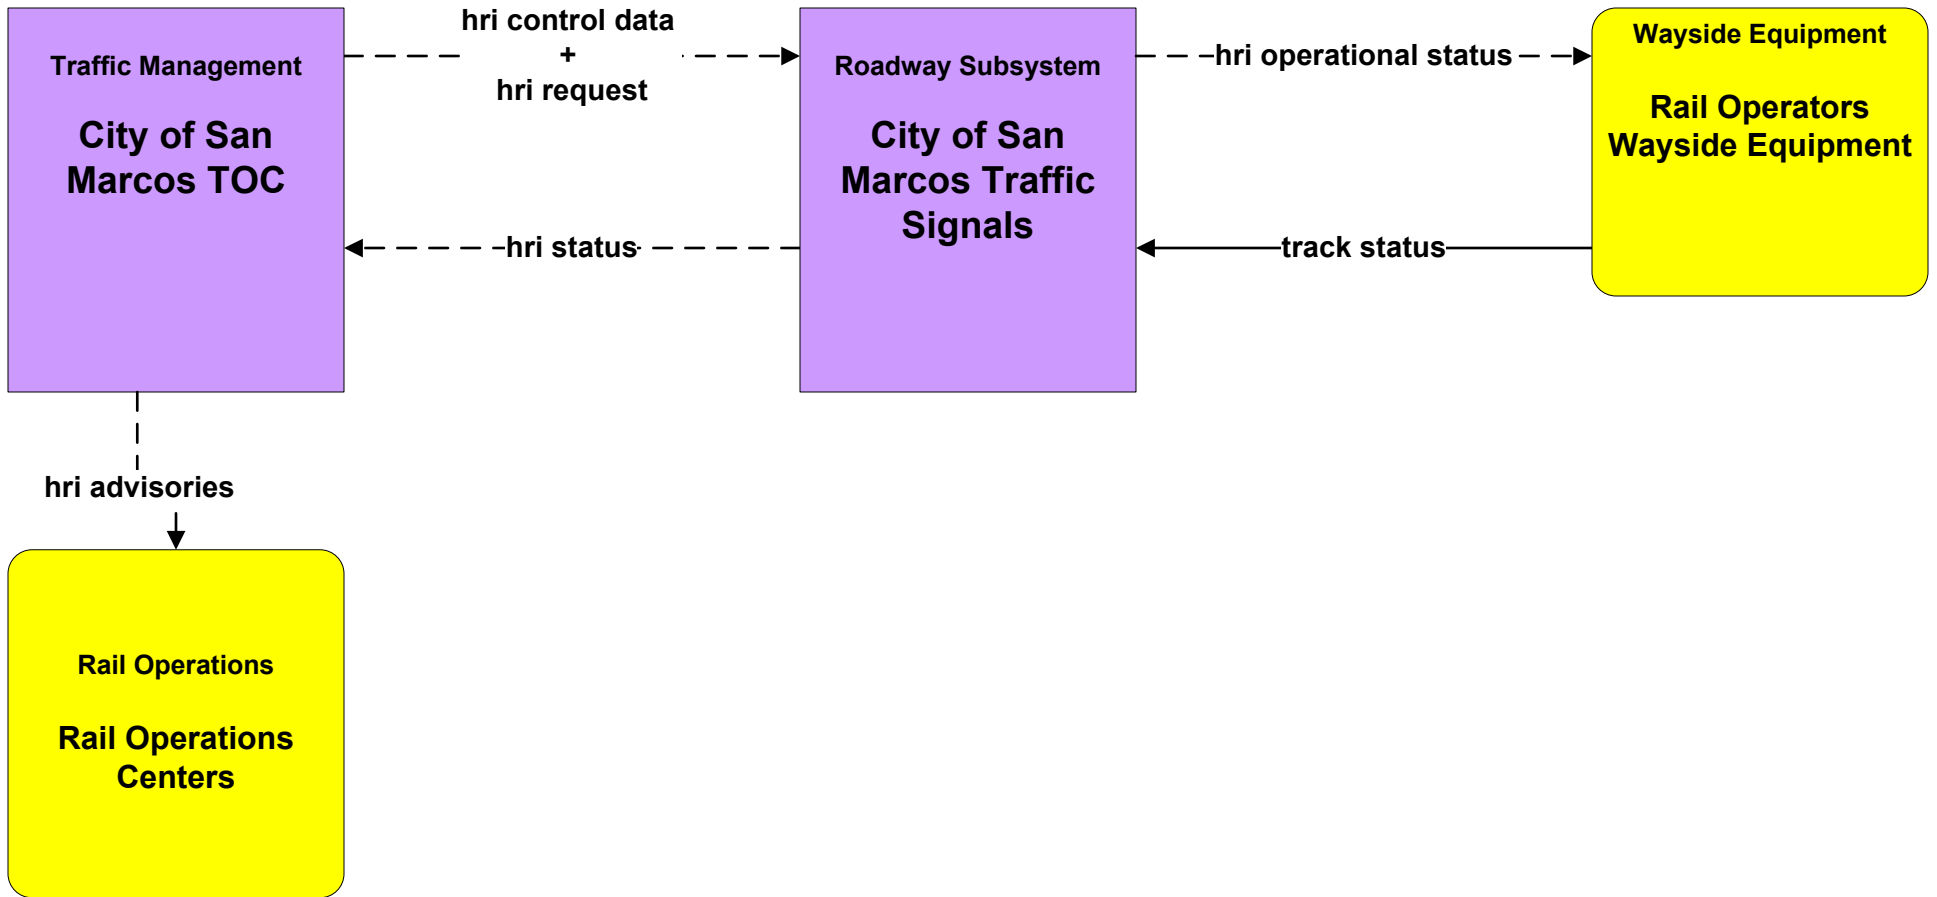 Traffic Management
City of San
Marcos TOC
hri control data
+
hri request
Roadway Subsystem
City of San
Marcos Traffic
Signals
hri operational status
Wayside Equipment
Rail Operators
Wayside Equipment
hri status
track status
hri advisories
Rail Operations
Rail Operations
Centers